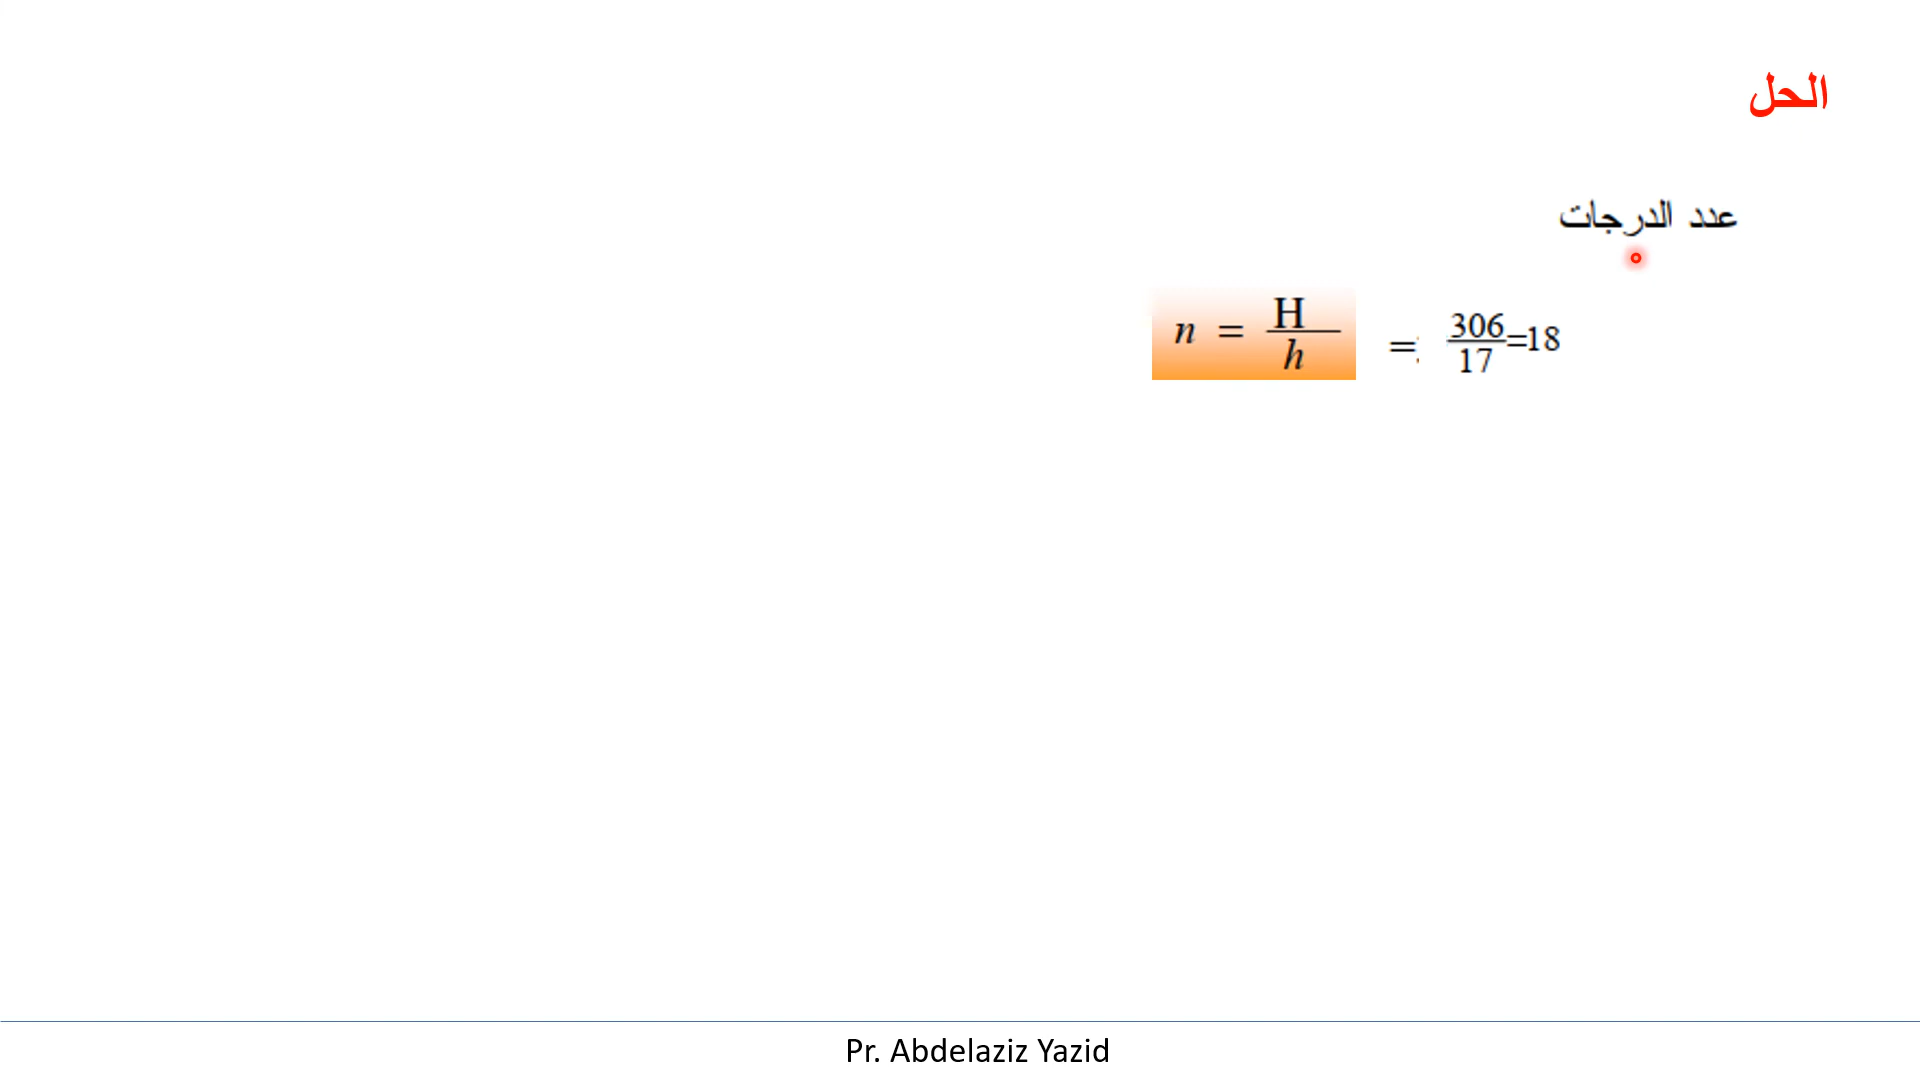 الحل
عدد الدرجات
n = H / h = 306 / 17 =18
Pr. Abdelaziz Yazid